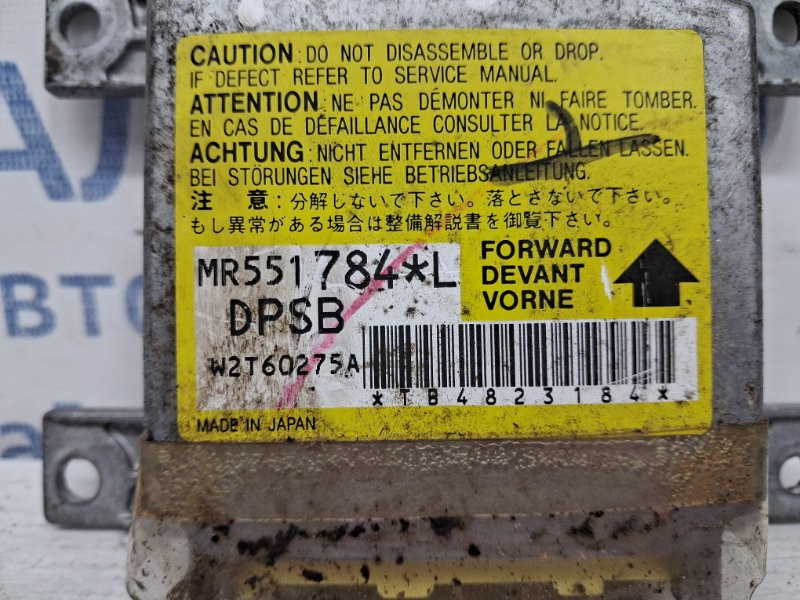 CAUTION : DO NOT DISASSEMBLE OR DROP.
IF DEFECT REFER TO SERVICE MANUAL.
ATTENTION : NE PAS DÉMONTER NI FAIRE TOMBER.
EN CAS DE DÉFAILLANCE CONSULTER LA NOTICE.
ACHTUNG : NICHT ENTFERNEN ODER FALLEN LASSEN.
BEI STÖRUNGEN SIEHE BETRIEBSANLEITUNG.
注 意 : 分解しないで下さい。落とさないで下さい。
もし異常がある場合は整備解説書を御覧下さい。
MR551784*L
FORWARD
DEVANT
VORNE
DPSB
W2T60275A
*TB4823184*
MADE IN JAPAN